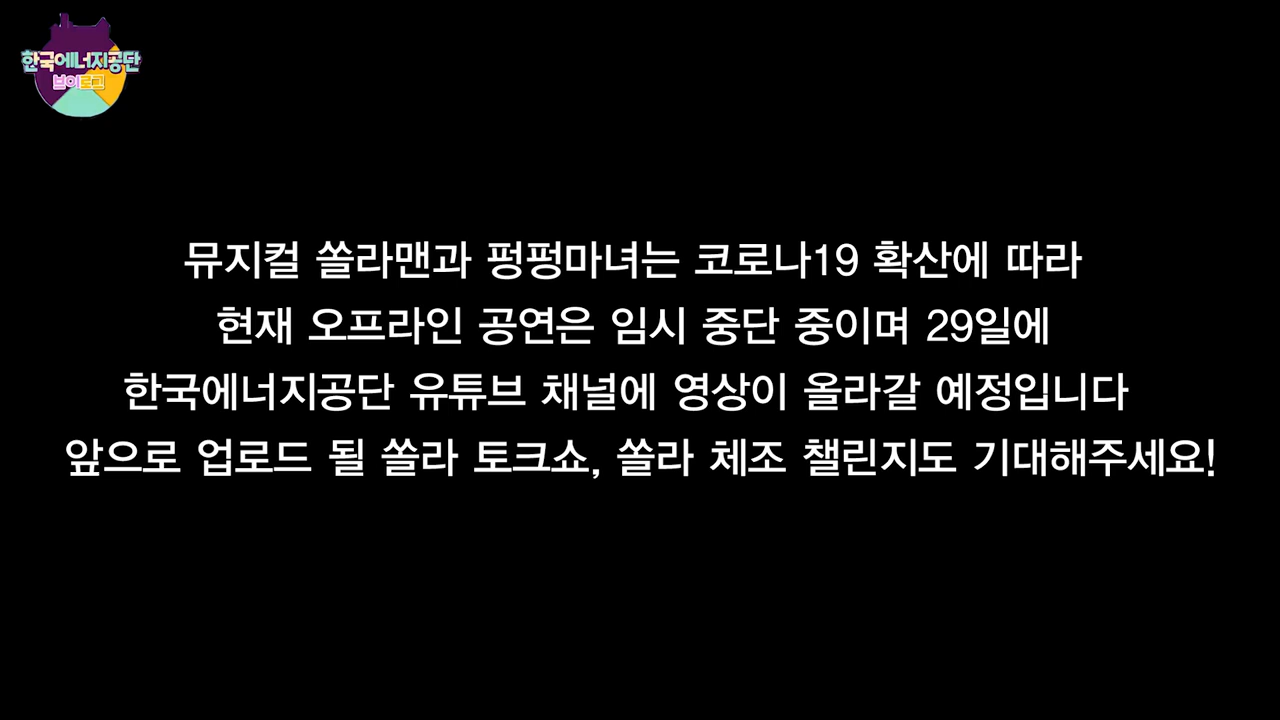 한국에너지공단
브이로그
뮤지컬 쏠라맨과 펑펑마녀는 코로나19 확산에 따라
현재 오프라인 공연은 임시 중단 중이며 29일에
한국에너지공단 유튜브 채널에 영상이 올라갈 예정입니다
앞으로 업로드 될 쏠라 토크쇼, 쏠라 체조 챌린지도 기대해주세요!